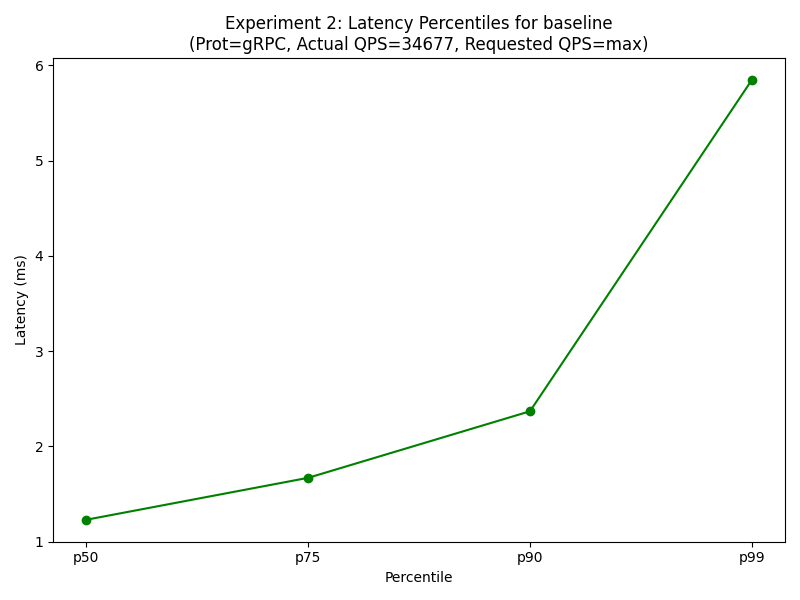 Experiment 2: Latency Percentiles for baseline
(Prot=gRPC, Actual QPS=34677, Requested QPS=max)
6
5
4
3
2
1
Latency (ms)
p50 p75 p90 p99
Percentile